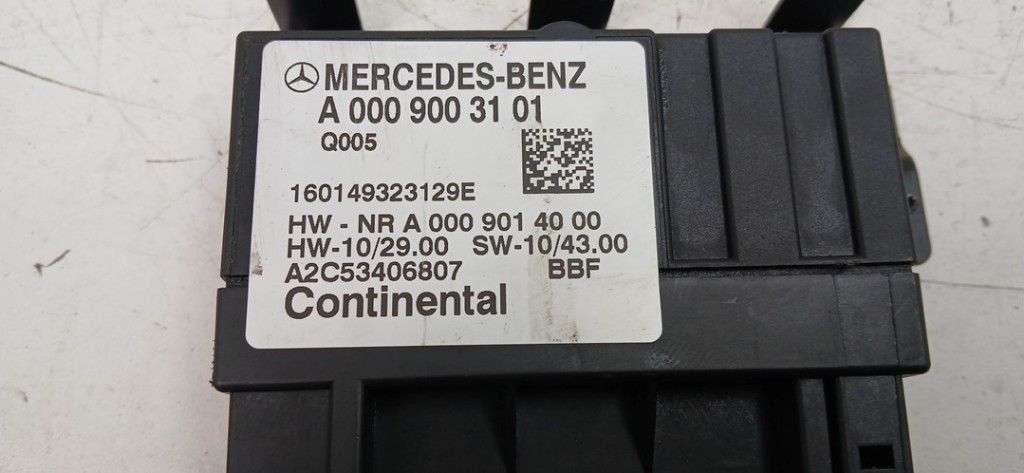 MERCEDES-BENZ
A 000 900 31 01
Q005
160149323129E
HW - NR A 000 901 40 00
HW-10/29.00 SW-10/43.00
A2C53406807 BBF
Continental